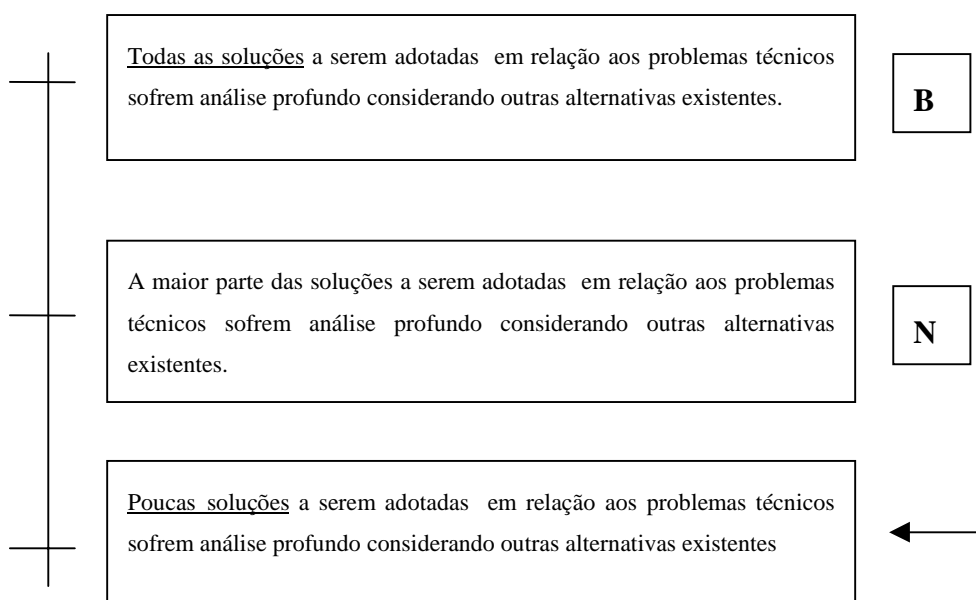 Todas as soluções a serem adotadas em relação aos problemas técnicos
sofrem análise profundo considerando outras alternativas existentes.
B
A maior parte das soluções a serem adotadas em relação aos problemas
técnicos sofrem análise profundo considerando outras alternativas
existentes.
N
Poucas soluções a serem adotadas em relação aos problemas técnicos
sofrem análise profundo considerando outras alternativas existentes